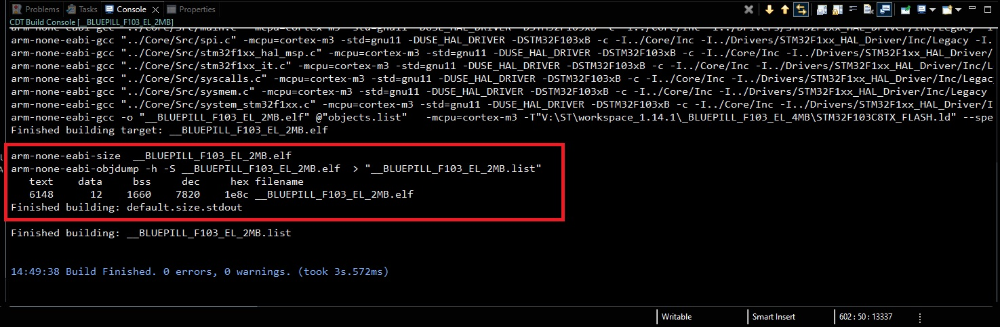 Problems Tasks Console Properties
CDT Build Console [__BLUEPILL_F103_EL_2MB]
arm-none-eabi-gcc "../Core/Src/main.c" -mcpu=cortex-m3 -std=gnu11 -DUSE_HAL_DRIVER -DSTM32F103xB -c -I../Core/Inc -I../Drivers/STM32F1xx_HAL_Driver/Inc/Legacy -I
arm-none-eabi-gcc "../Core/Src/spi.c" -mcpu=cortex-m3 -std=gnu11 -DUSE_HAL_DRIVER -DSTM32F103xB -c -I../Core/Inc -I../Drivers/STM32F1xx_HAL_Driver/Inc/Legacy -I.
arm-none-eabi-gcc "../Core/Src/stm32f1xx_hal_msp.c" -mcpu=cortex-m3 -std=gnu11 -DUSE_HAL_DRIVER -DSTM32F103xB -c -I../Core/Inc -I../Drivers/STM32F1xx_HAL_Driver/
arm-none-eabi-gcc "../Core/Src/stm32f1xx_it.c" -mcpu=cortex-m3 -std=gnu11 -DUSE_HAL_DRIVER -DSTM32F103xB -c -I../Core/Inc -I../Drivers/STM32F1xx_HAL_Driver/Inc/L
arm-none-eabi-gcc "../Core/Src/syscalls.c" -mcpu=cortex-m3 -std=gnu11 -DUSE_HAL_DRIVER -DSTM32F103xB -c -I../Core/Inc -I../Drivers/STM32F1xx_HAL_Driver/Inc/Legac
arm-none-eabi-gcc "../Core/Src/sysmem.c" -mcpu=cortex-m3 -std=gnu11 -DUSE_HAL_DRIVER -DSTM32F103xB -c -I../Core/Inc -I../Drivers/STM32F1xx_HAL_Driver/Inc/Legacy
arm-none-eabi-gcc "../Core/Src/system_stm32f1xx.c" -mcpu=cortex-m3 -std=gnu11 -DUSE_HAL_DRIVER -DSTM32F103xB -c -I../Core/Inc -I../Drivers/STM32F1xx_HAL_Driver/I
arm-none-eabi-gcc -o "__BLUEPILL_F103_EL_2MB.elf" @"objects.list" -mcpu=cortex-m3 -T"V:\ST\workspace_1.14.1\_BLUEPILL_F103_EL_4MB\STM32F103C8TX_FLASH.ld" --spe
Finished building target: __BLUEPILL_F103_EL_2MB.elf
arm-none-eabi-size __BLUEPILL_F103_EL_2MB.elf
arm-none-eabi-objdump -h -S __BLUEPILL_F103_EL_2MB.elf > "__BLUEPILL_F103_EL_2MB.list"
text data bss dec hex filename
6148 12 1660 7820 1e8c __BLUEPILL_F103_EL_2MB.elf
Finished building: default.size.stdout
Finished building: __BLUEPILL_F103_EL_2MB.list
14:49:38 Build Finished. 0 errors, 0 warnings. (took 3s.572ms)
Writable Smart Insert 602 : 50 : 13337